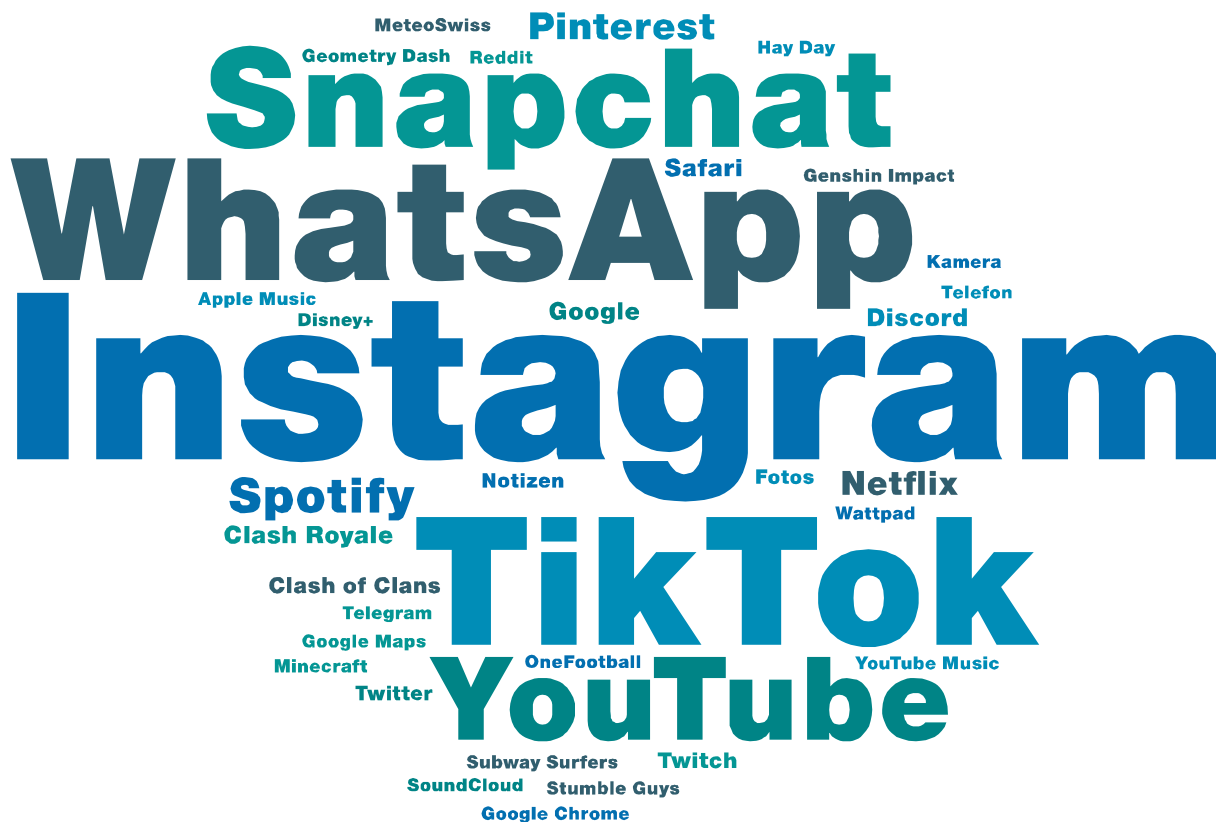 MeteoSwiss
Pinterest
Geometry Dash
Reddit
Hay Day
Snapchat
WhatsApp
Safari
Genshin Impact
Kamera
Telefon
Apple Music
Disney+
Google
Discord
Instagram
Spotify
Notizen
Fotos
Netflix
Wattpad
Clash Royale
TikTok
Clash of Clans
Telegram
Google Maps
Minecraft
OneFootball
YouTube Music
Twitter
YouTube
Subway Surfers
Twitch
SoundCloud
Stumble Guys
Google Chrome